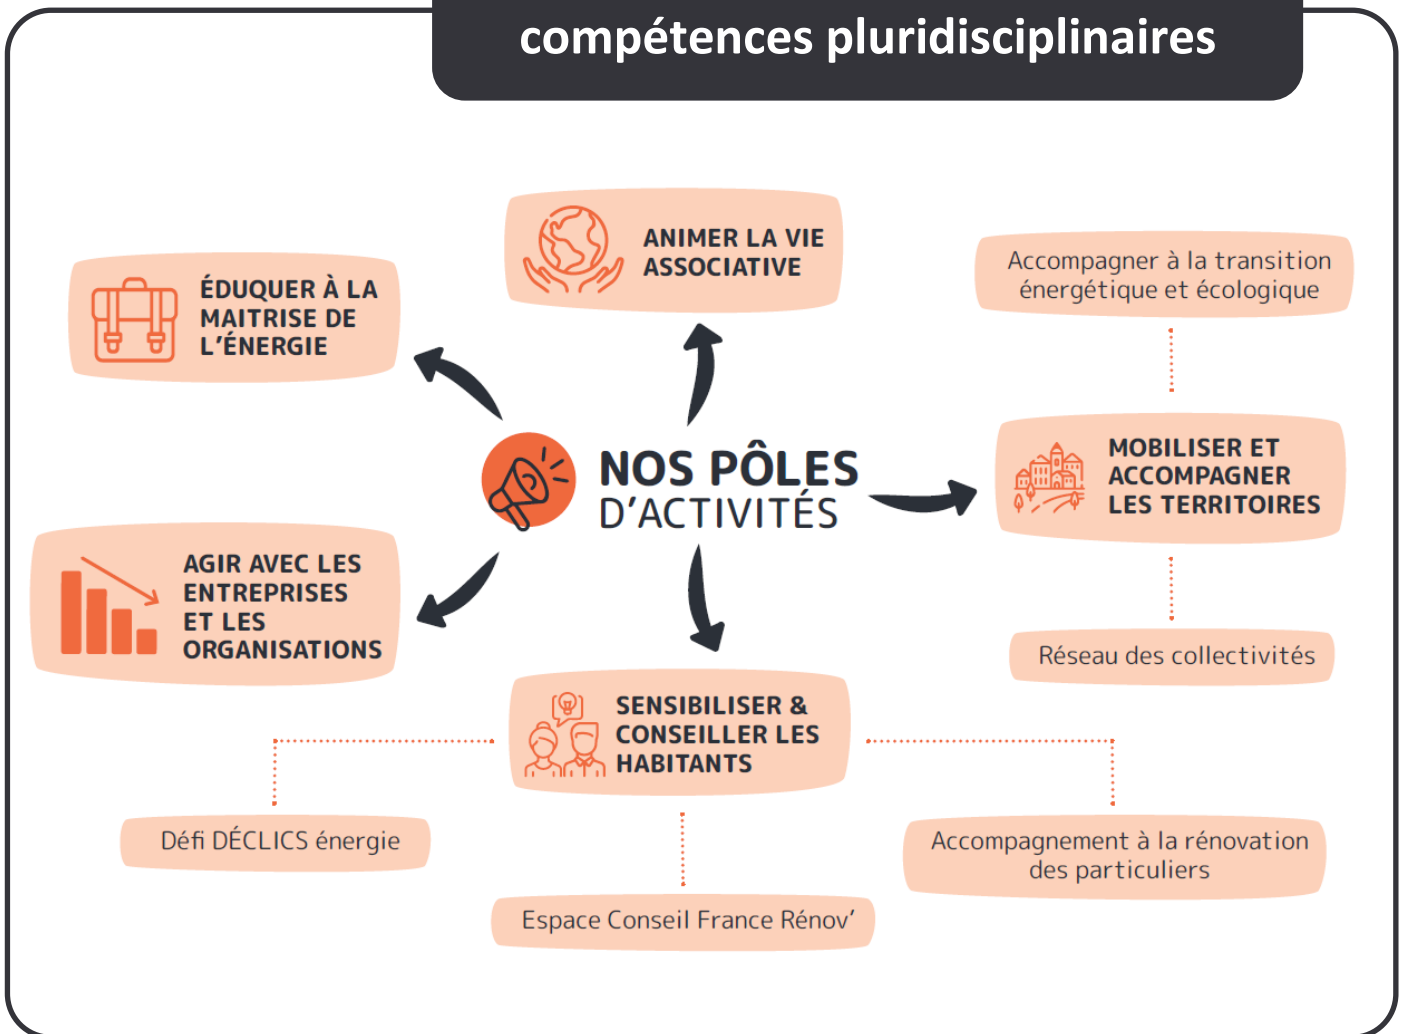 compétences pluridisciplinaires
ANIMER LA VIE
ASSOCIATIVE
ÉDUQUER À LA
MAITRISE DE
L'ÉNERGIE
Accompagner à la transition
énergétique et écologique
NOS PÔLES
D'ACTIVITÉS
MOBILISER ET
ACCOMPAGNER
LES TERRITOIRES
AGIR AVEC LES
ENTREPRISES
ET LES
ORGANISATIONS
Réseau des collectivités
SENSIBILISER &
CONSEILLER LES
HABITANTS
Défi DÉCLICS énergie
Accompagnement à la rénovation
des particuliers
Espace Conseil France Rénov'